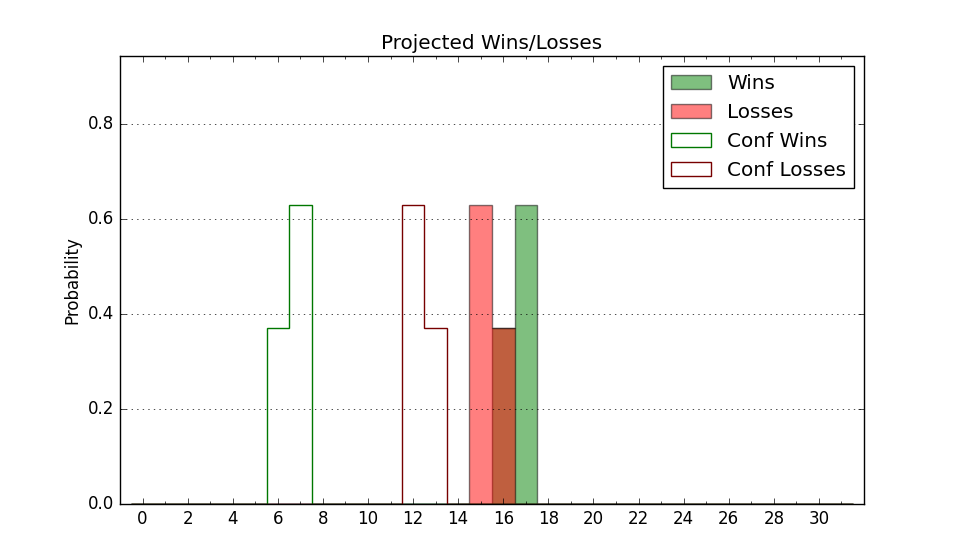 Projected Wins/Losses
Wins
Losses
Conf Wins
Conf Losses
Probability
0.8
0.6
0.4
0.2
0.0
0 2 4 6 8 10 12 14 16 18 20 22 24 26 28 30